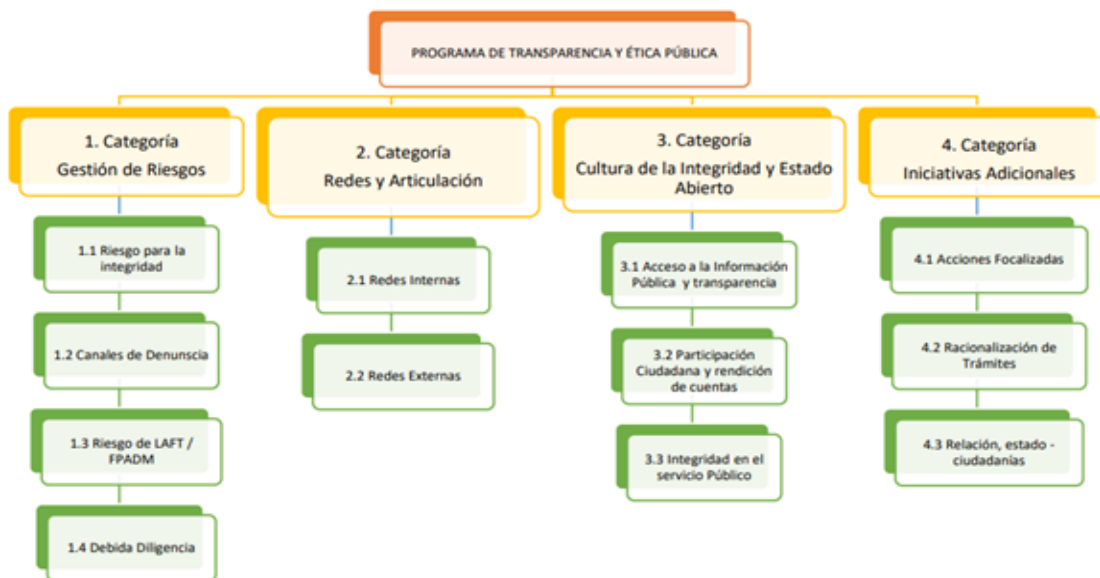 PROGRAMA DE TRANSPARENCIA Y ÉTICA PÚBLICA
1. Categoría
Gestión de Riesgos
1.1 Riesgo para la
integridad
1.2 Canales de Denunscia
1.3 Riesgo de LAFT /
FPADM
1.4 Debida Diligencia
2. Categoría
Redes y Articulación
2.1 Redes Internas
2.2 Redes Externas
3. Categoría
Cultura de la Integridad y Estado
Abierto
3.1 Acceso a la Información
Pública y transparencia
3.2 Participación
Ciudadana y rendición
de cuentas
3.3 Integridad en el
servicio Público
4. Categoría
Iniciativas Adicionales
4.1 Acciones Focalizadas
4.2 Racionalización de
Trámites
4.3 Relación, estado -
ciudadanías